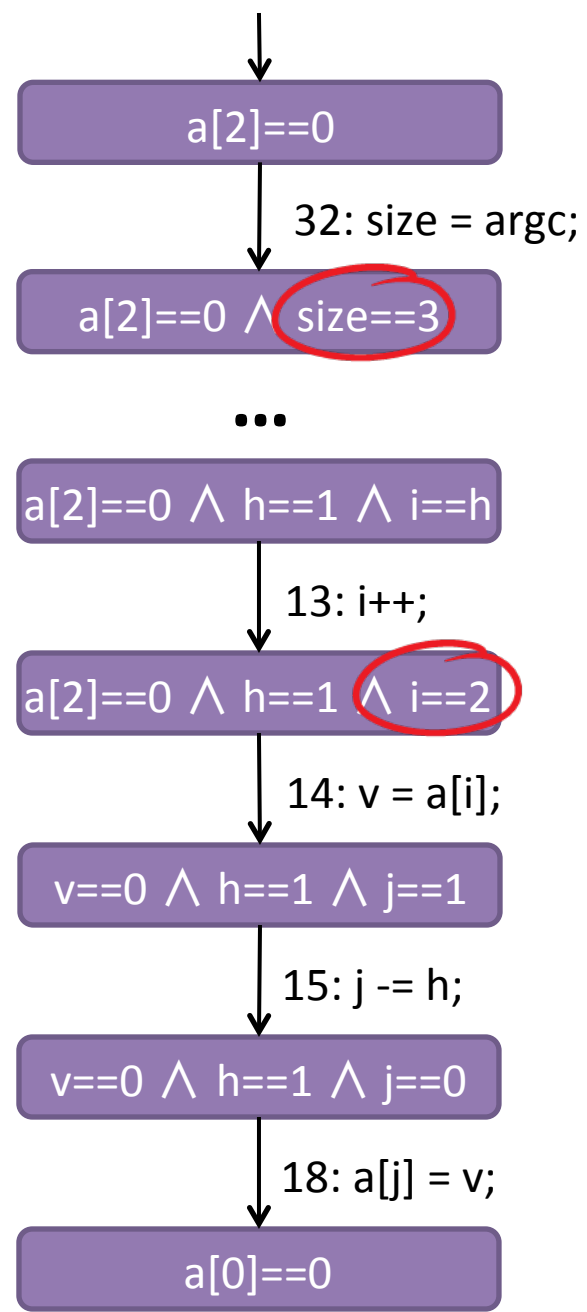 a[2]==0
32: size = argc;
a[2]==0 ∧ size==3
...
a[2]==0 ∧ h==1 ∧ i==h
13: i++;
a[2]==0 ∧ h==1 ∧ i==2
14: v = a[i];
v==0 ∧ h==1 ∧ j==1
15: j -= h;
v==0 ∧ h==1 ∧ j==0
18: a[j] = v;
a[0]==0